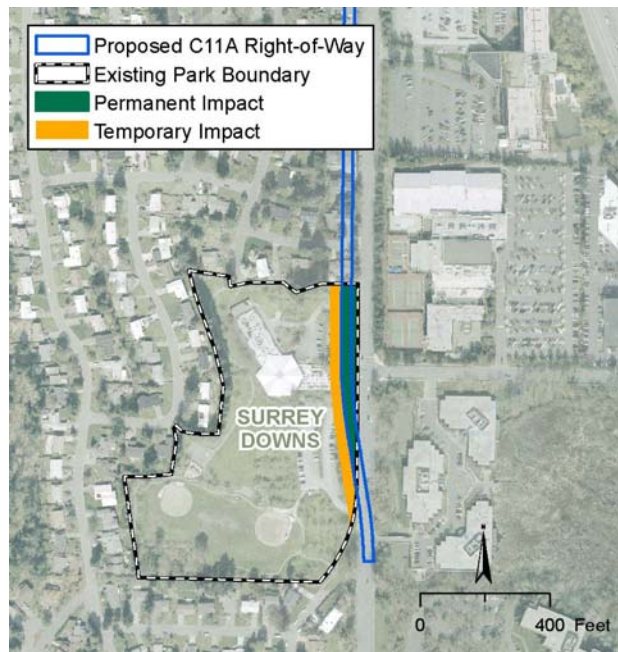 Proposed C11A Right-of-Way
Existing Park Boundary
Permanent Impact
Temporary Impact
SURREY
DOWNS
0 400 Feet